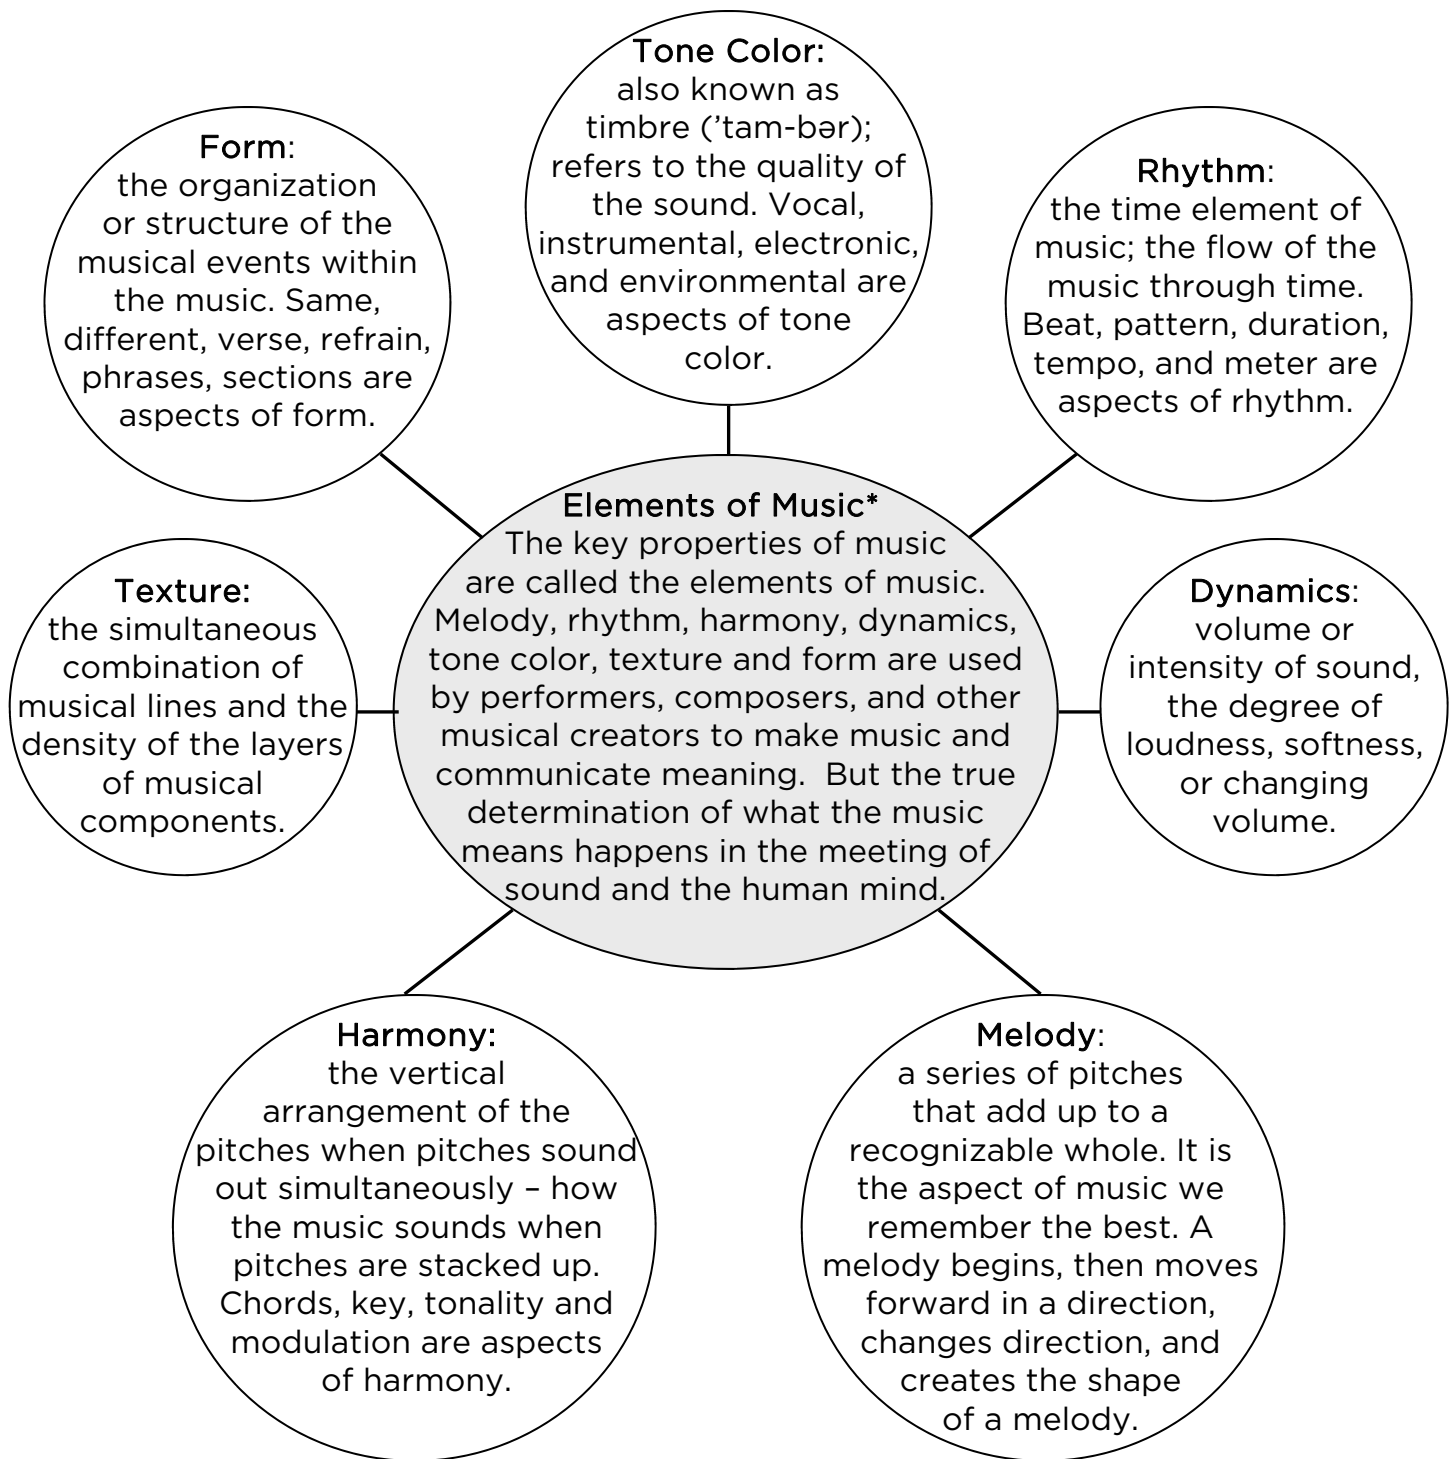 Tone Color:
also known as
timbre (’tam-bər);
refers to the quality of
the sound. Vocal,
instrumental, electronic,
and environmental are
aspects of tone
color.
Form:
the organization
or structure of the
musical events within
the music. Same,
different, verse, refrain,
phrases, sections are
aspects of form.
Rhythm:
the time element of
music; the flow of the
music through time.
Beat, pattern, duration,
tempo, and meter are
aspects of rhythm.
Elements of Music*
The key properties of music
are called the elements of music.
Melody, rhythm, harmony, dynamics,
tone color, texture and form are used
by performers, composers, and other
musical creators to make music and
communicate meaning.  But the true
determination of what the music
means happens in the meeting of
sound and the human mind.
Texture:
the simultaneous
combination of
musical lines and the
density of the layers
of musical
components.
Dynamics:
volume or
intensity of sound,
the degree of
loudness, softness,
or changing
volume.
Harmony:
the vertical
arrangement of the
pitches when pitches sound
out simultaneously – how
the music sounds when
pitches are stacked up.
Chords, key, tonality and
modulation are aspects
of harmony.
Melody:
a series of pitches
that add up to a
recognizable whole. It is
the aspect of music we
remember the best. A
melody begins, then moves
forward in a direction,
changes direction, and
creates the shape
of a melody.